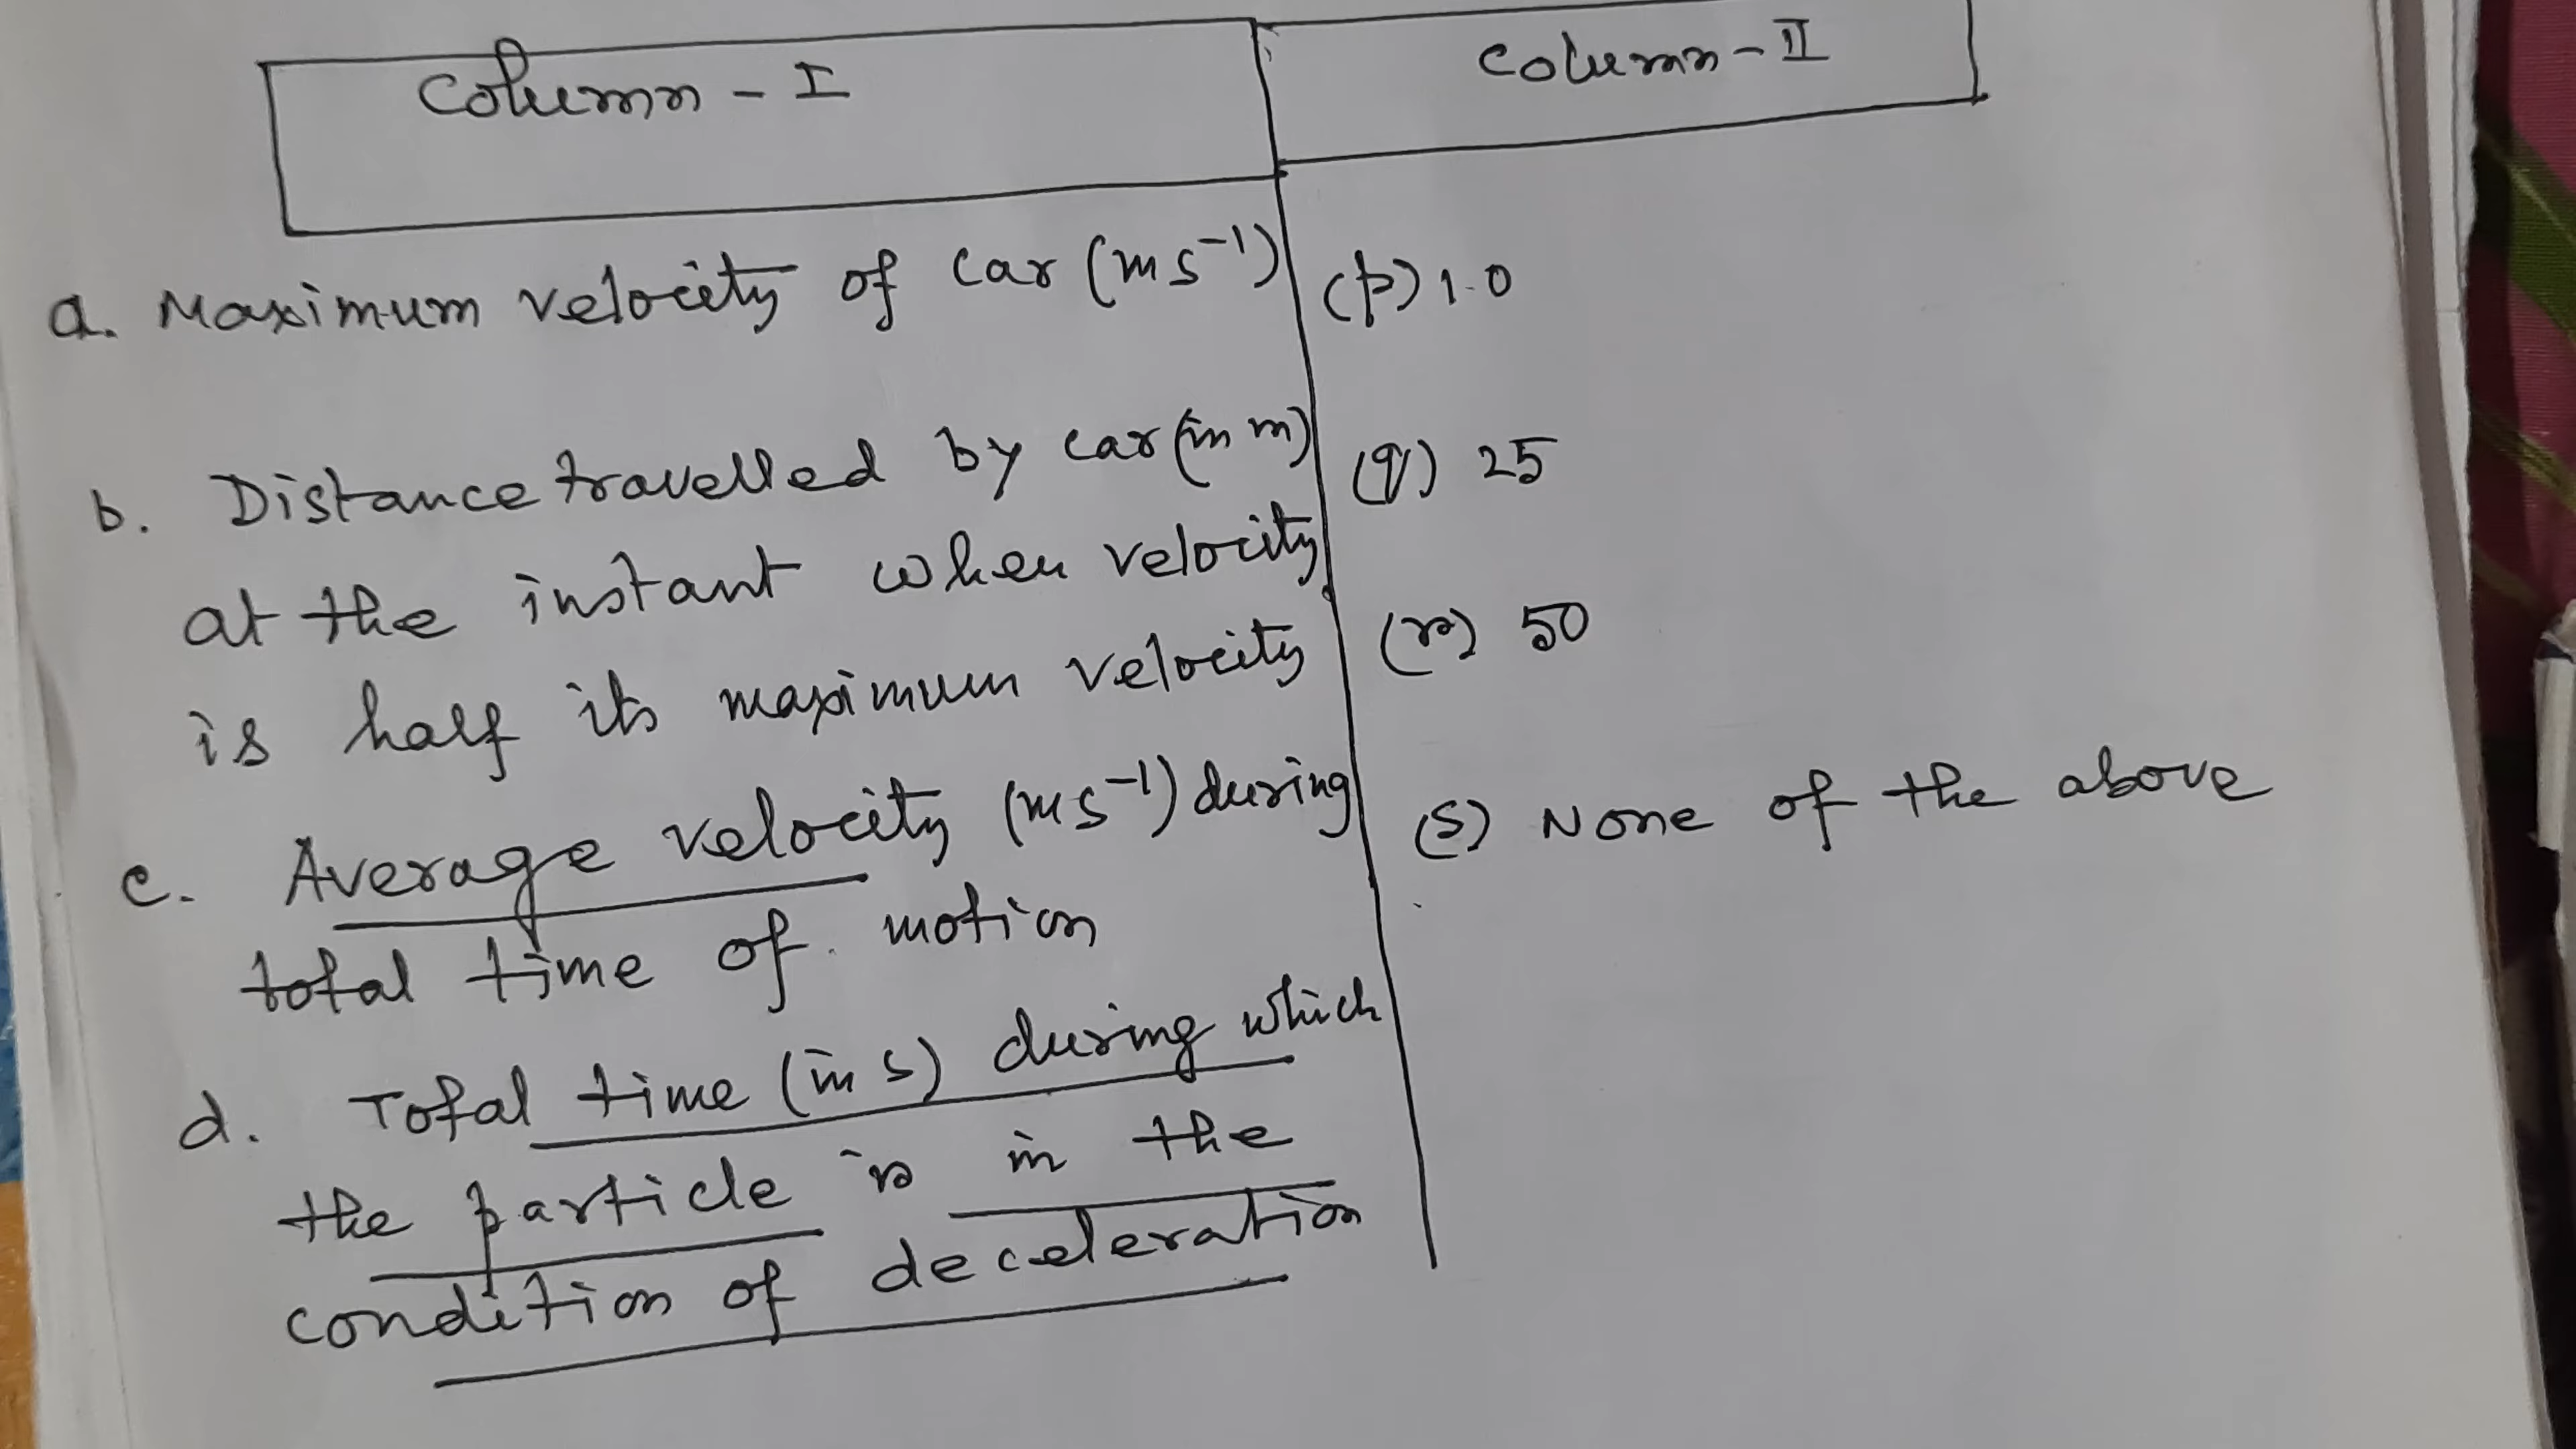 Column - I
Column - II
a. Maximum velocity of car (ms⁻¹)
(p) 1.0
b. Distance travelled by car (in m)
(q) 25
at the instant when velocity
is half its maximum velocity
(r) 50
c. Average velocity (ms⁻¹) during
(s) None of the above
total time of motion
d. Total time (in s) during which
the particle is in the
condition of deceleration